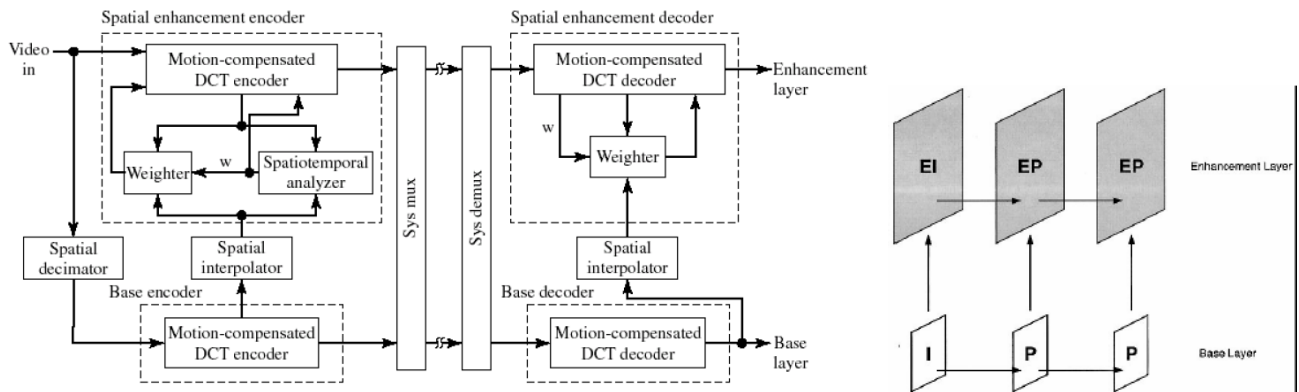 Spatial enhancement encoder
Spatial enhancement decoder
Video
in
Motion-compensated
DCT encoder
Motion-compensated
DCT decoder
Enhancement
layer
w
Weighter
Spatiotemporal
analyzer
w
Weighter
Sys mux
Sys demux
Spatial
decimator
Spatial
interpolator
Spatial
interpolator
Base encoder
Base decoder
Motion-compensated
DCT encoder
Motion-compensated
DCT decoder
Base
layer
EI
EP
EP
Enhancement Layer
I
P
P
Base Layer